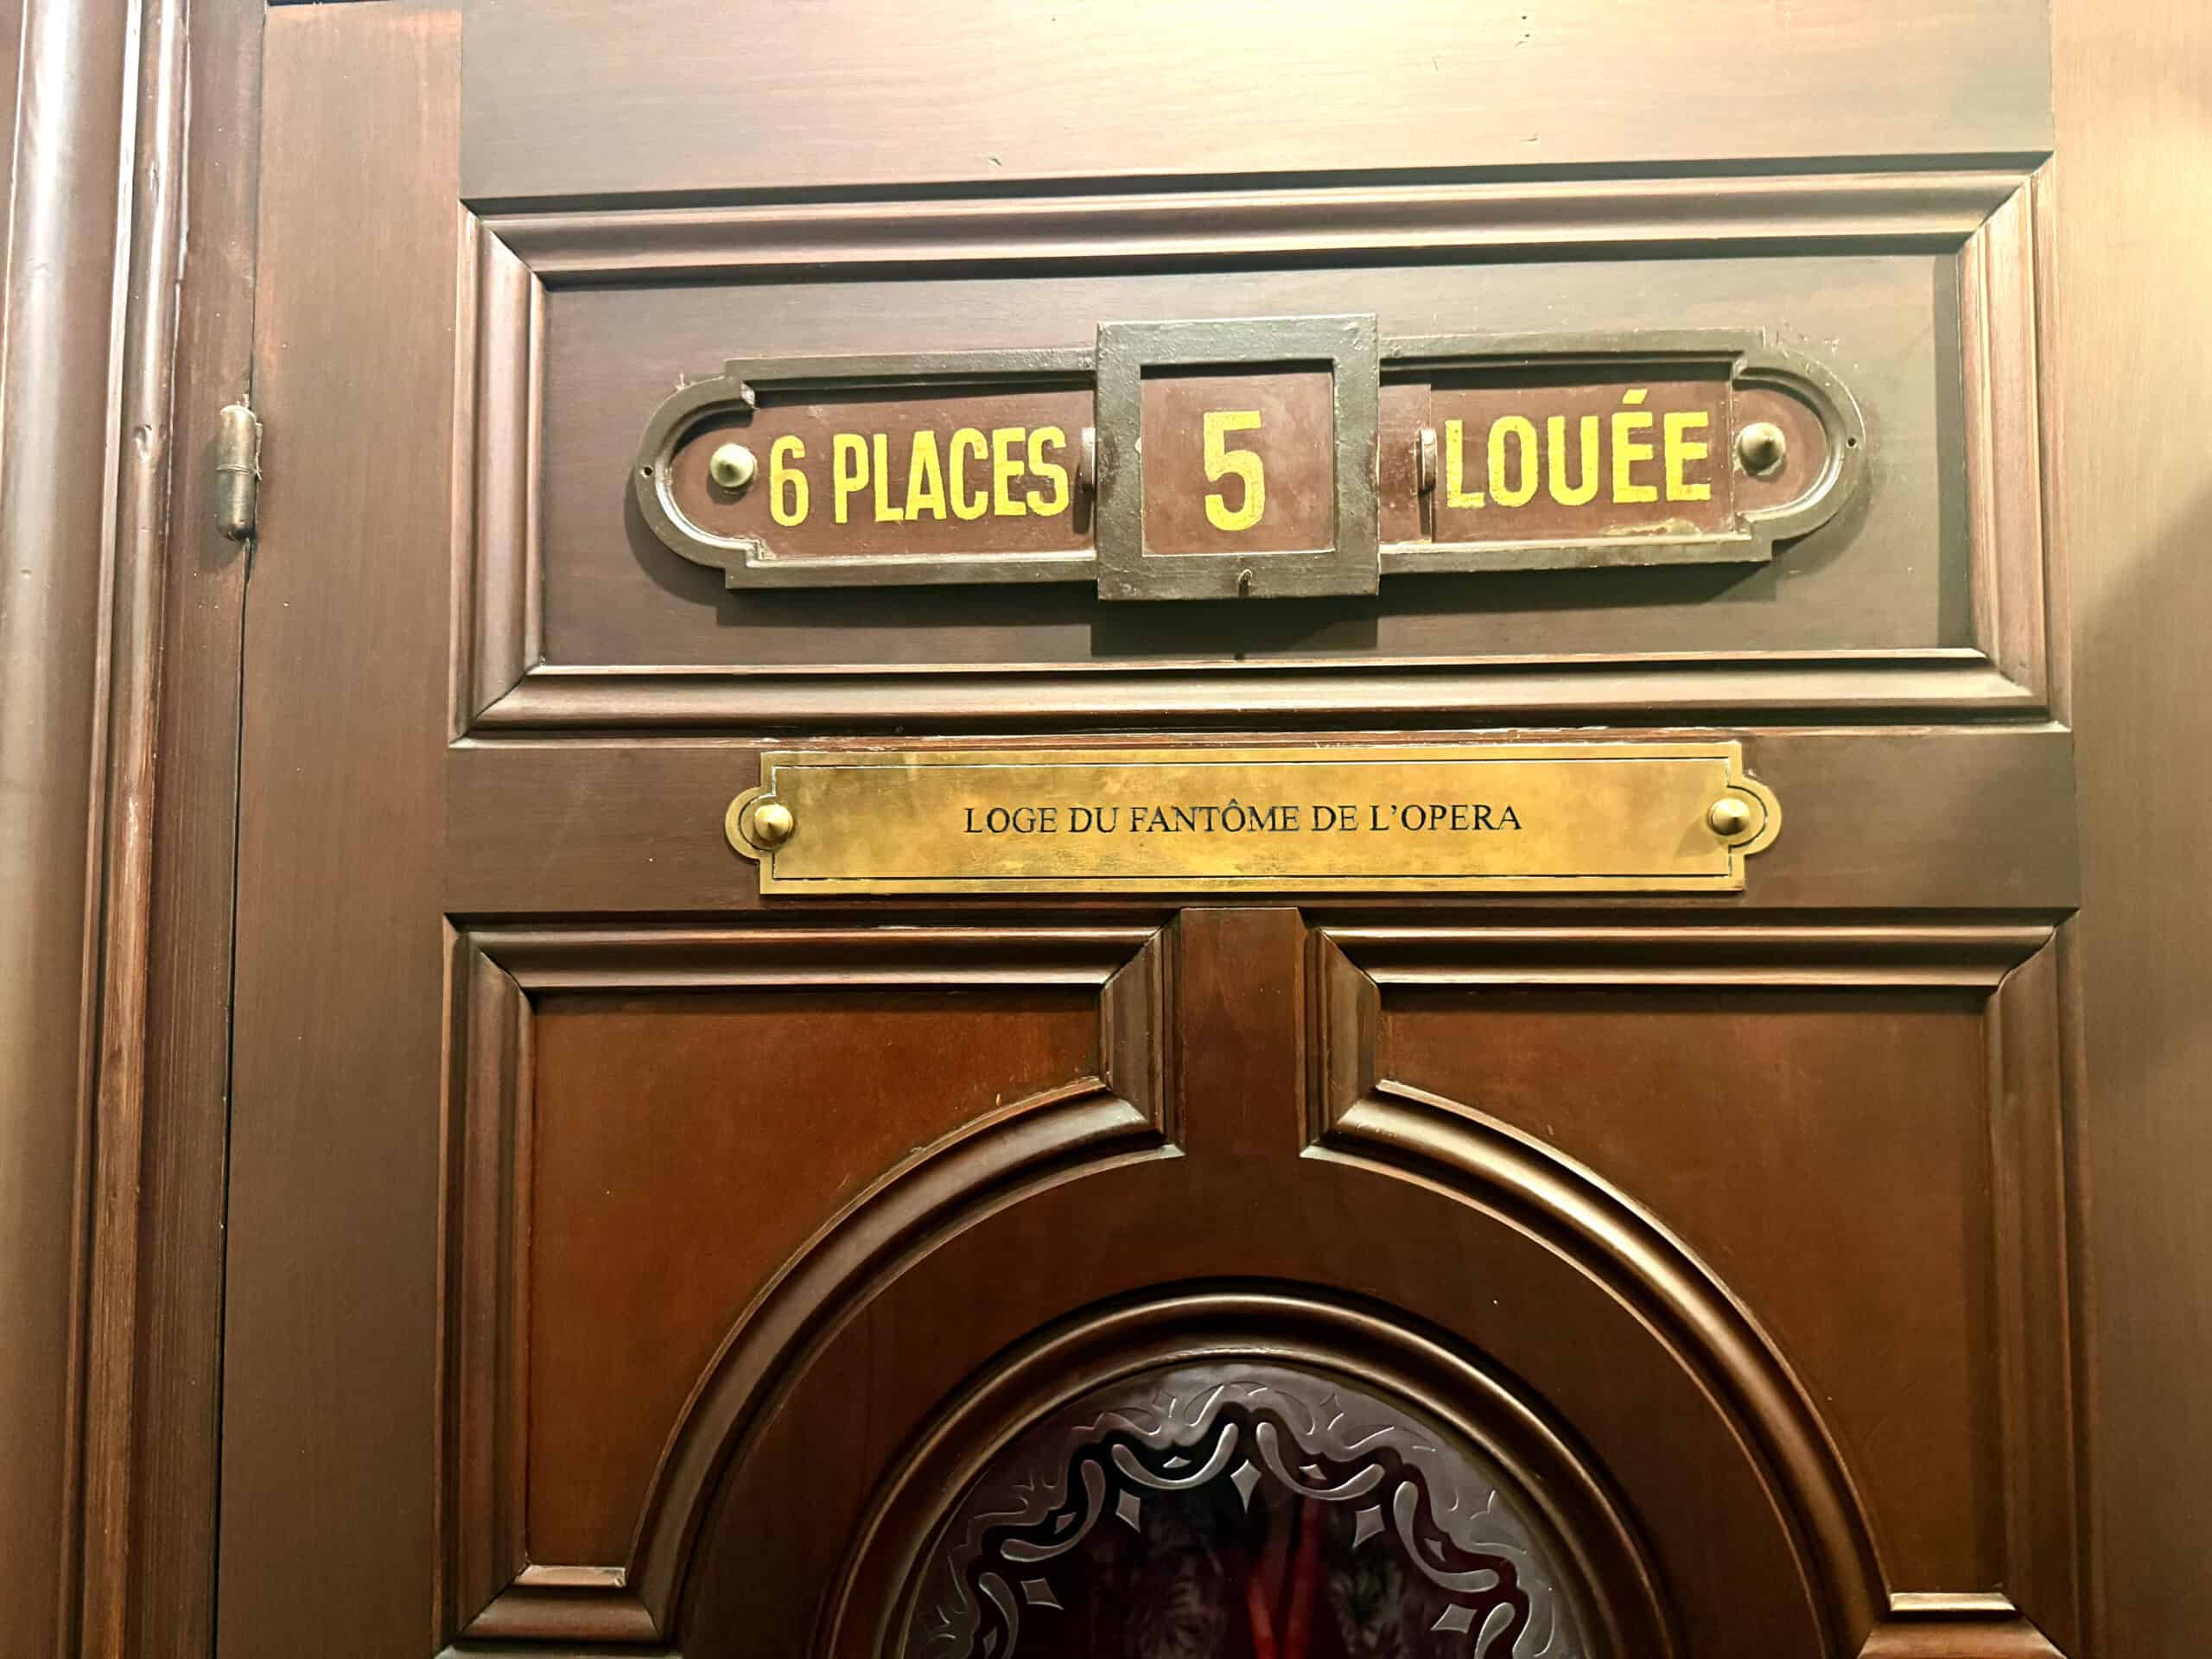 6 PLACES 5 LOUÉE
LOGE DU FANTÔME DE L'OPERA